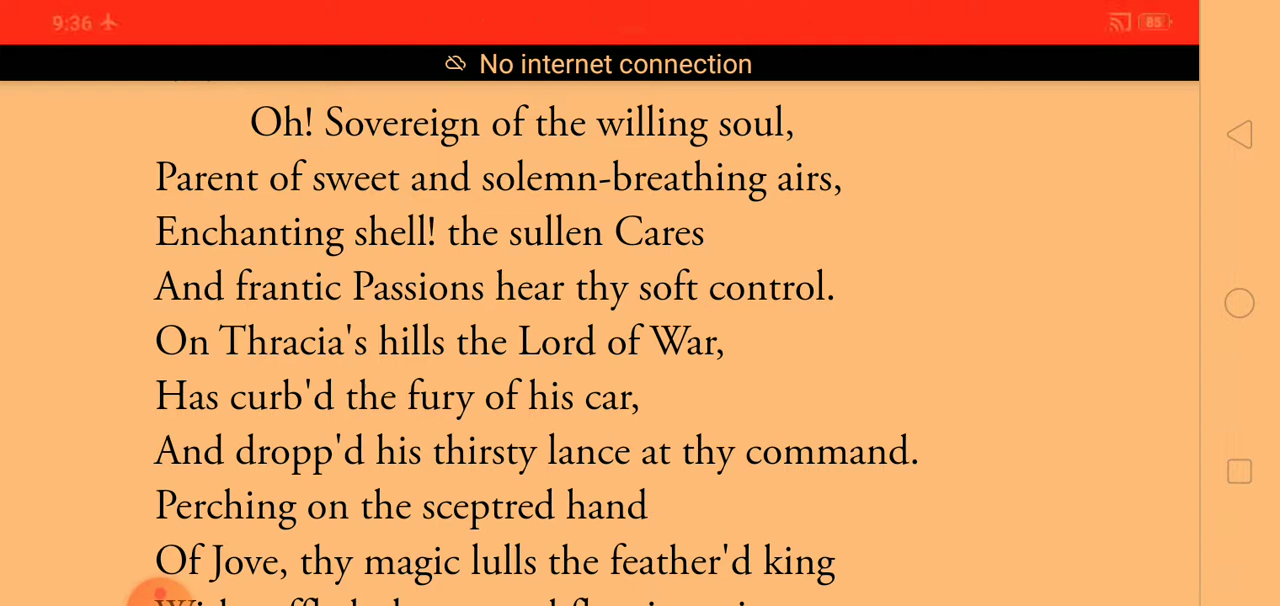 9:36
85
No internet connection
Oh! Sovereign of the willing soul,
Parent of sweet and solemn-breathing airs,
Enchanting shell! the sullen Cares
And frantic Passions hear thy soft control.
On Thracia's hills the Lord of War,
Has curb'd the fury of his car,
And dropp'd his thirsty lance at thy command.
Perching on the sceptred hand
Of Jove, thy magic lulls the feather'd king